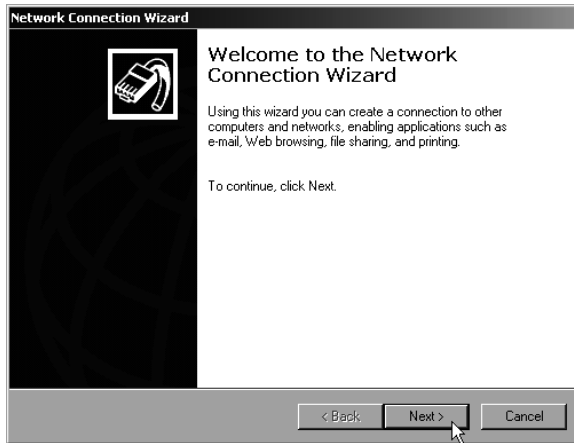 Network Connection Wizard
Welcome to the Network
Connection Wizard
Using this wizard you can create a connection to other
computers and networks, enabling applications such as
e-mail, Web browsing, file sharing, and printing.
To continue, click Next.
< Back
Next >
Cancel